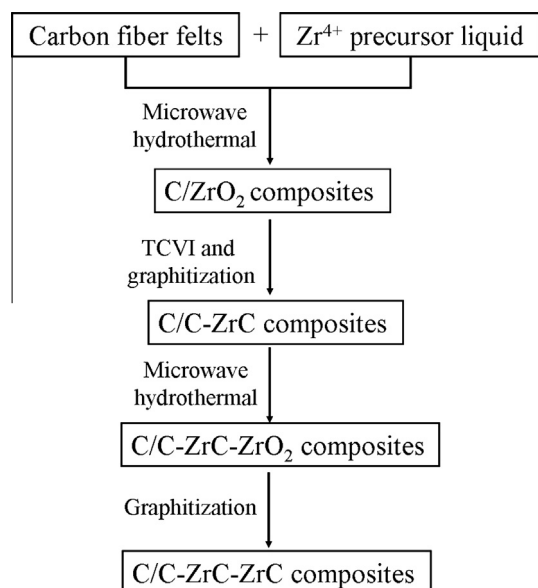 Carbon fiber felts + Zr⁴⁺ precursor liquid
Microwave
hydrothermal
C/ZrO₂ composites
TCVI and
graphitization
C/C-ZrC composites
Microwave
hydrothermal
C/C-ZrC-ZrO₂ composites
Graphitization
C/C-ZrC-ZrC composites